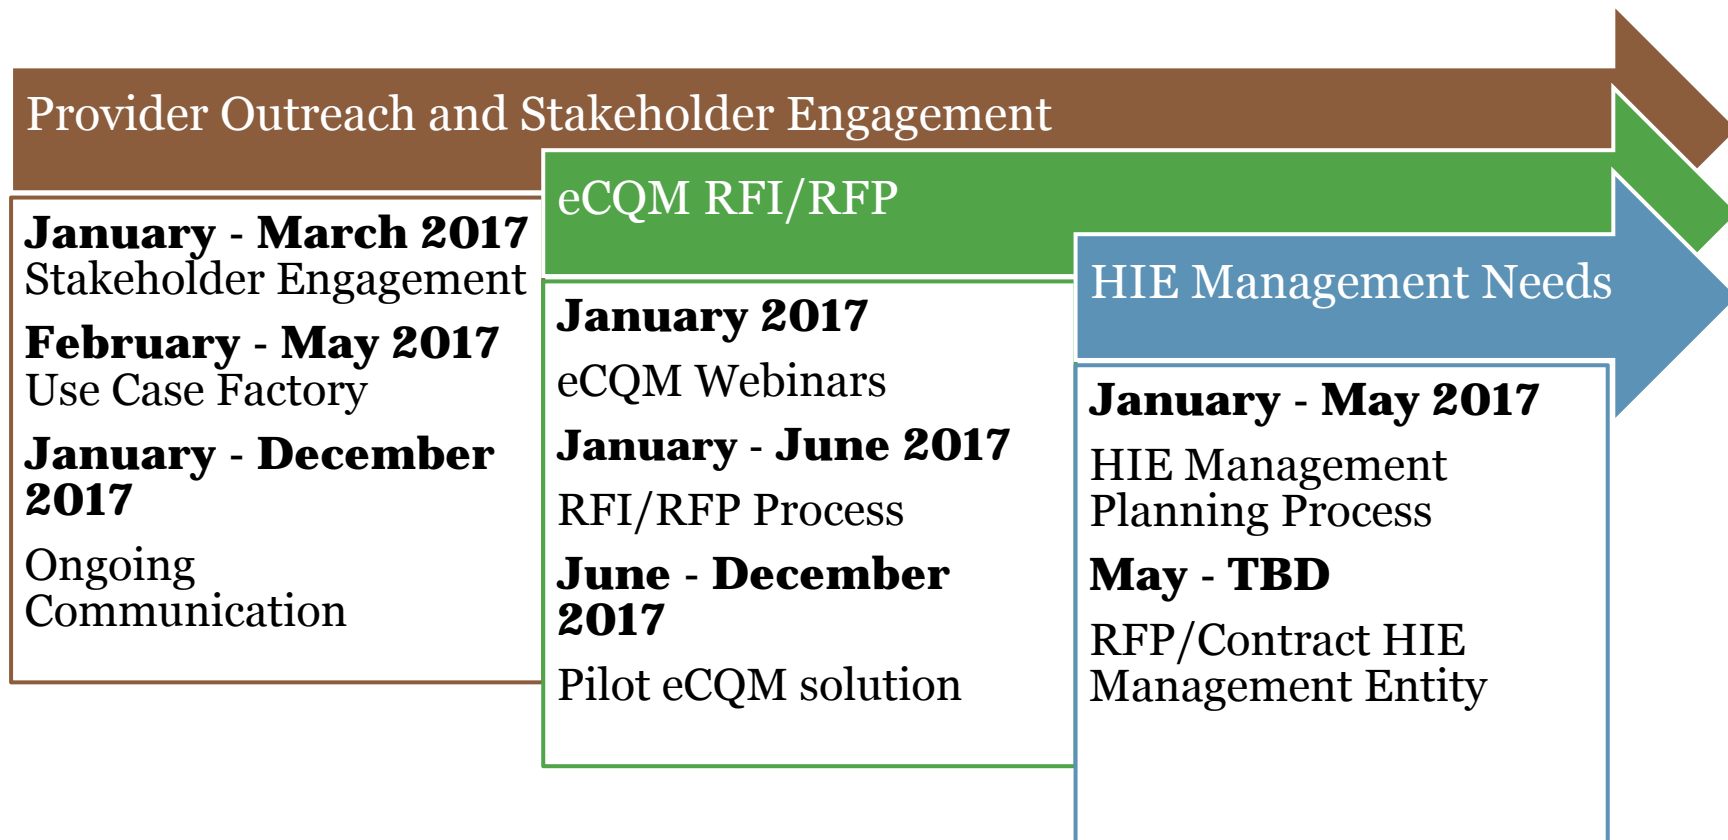 Provider Outreach and Stakeholder Engagement
January - March 2017
Stakeholder Engagement
February - May 2017
Use Case Factory
January - December
2017
Ongoing
Communication
eCQM RFI/RFP
January 2017
eCQM Webinars
January - June 2017
RFI/RFP Process
June - December
2017
Pilot eCQM solution
HIE Management Needs
January - May 2017
HIE Management
Planning Process
May - TBD
RFP/Contract HIE
Management Entity